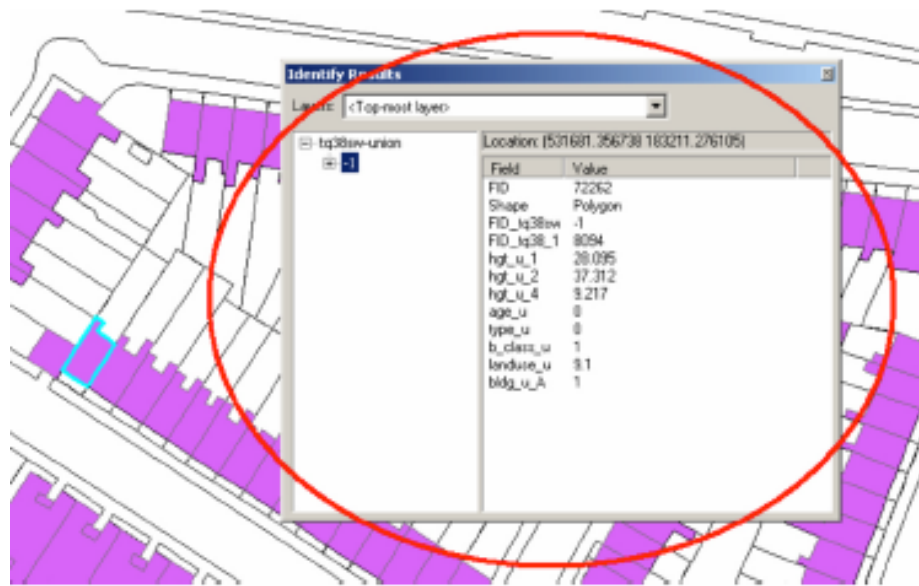 Identify Results
Layers: <Top-most layer>
tq38sw-union
-1
Location: (531681.356738 183211.276105)
Field Value
FID 72262
Shape Polygon
FID_tq38sw -1
FID_tq38_1 8094
hgt_u_1 28.095
hgt_u_2 37.312
hgt_u_4 9.217
age_u 0
type_u 0
b_class_u 1
landuse_u 9.1
bldg_u_A 1